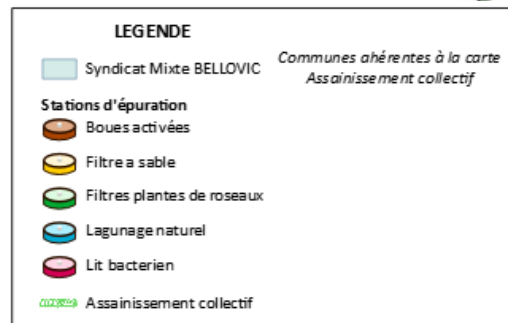 LEGENDE
Syndicat Mixte BELLOVIC
Communes ahérentes à la carte
Assainissement collectif
Stations d'épuration
Boues activées
Filtre a sable
Filtres plantes de roseaux
Lagunage naturel
Lit bacterien
Assainissement collectif